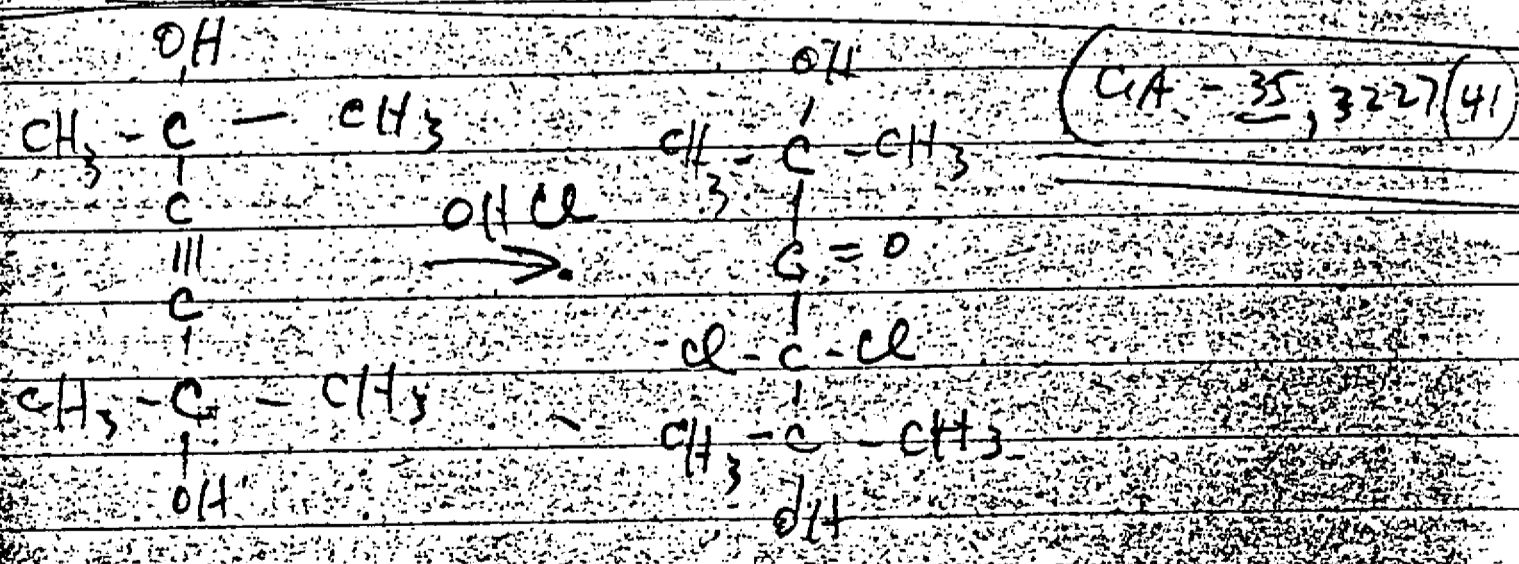 OH OH
CH3 - C - CH3 CH3 - C - CH3 (CA - 35, 3227 (41)
C OHCl C = O
|||
C Cl - C - Cl
CH3 - C - CH3 CH3 - C - CH3
OH OH